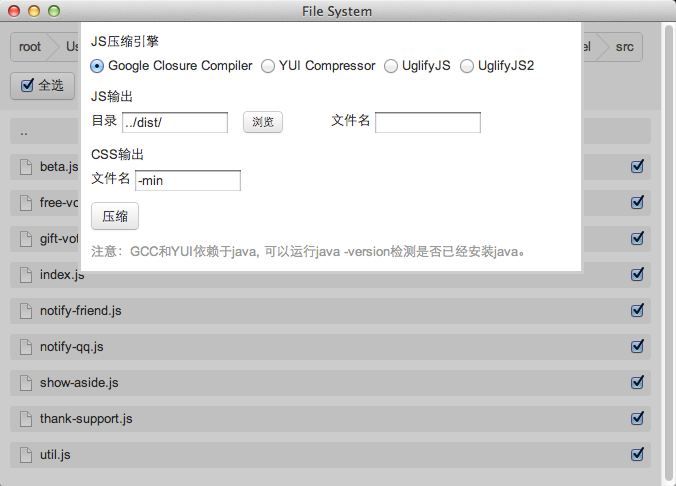 File System
root
el
src
全选
JS压缩引擎
Google Closure Compiler YUI Compressor UglifyJS UglifyJS2
JS输出
目录 ../dist/ 浏览 文件名
CSS输出
文件名 -min
压缩
注意：GCC和YUI依赖于java, 可以运行java -version检测是否已经安装java。
..
beta.js
index.js
notify-friend.js
notify-qq.js
show-aside.js
thank-support.js
util.js